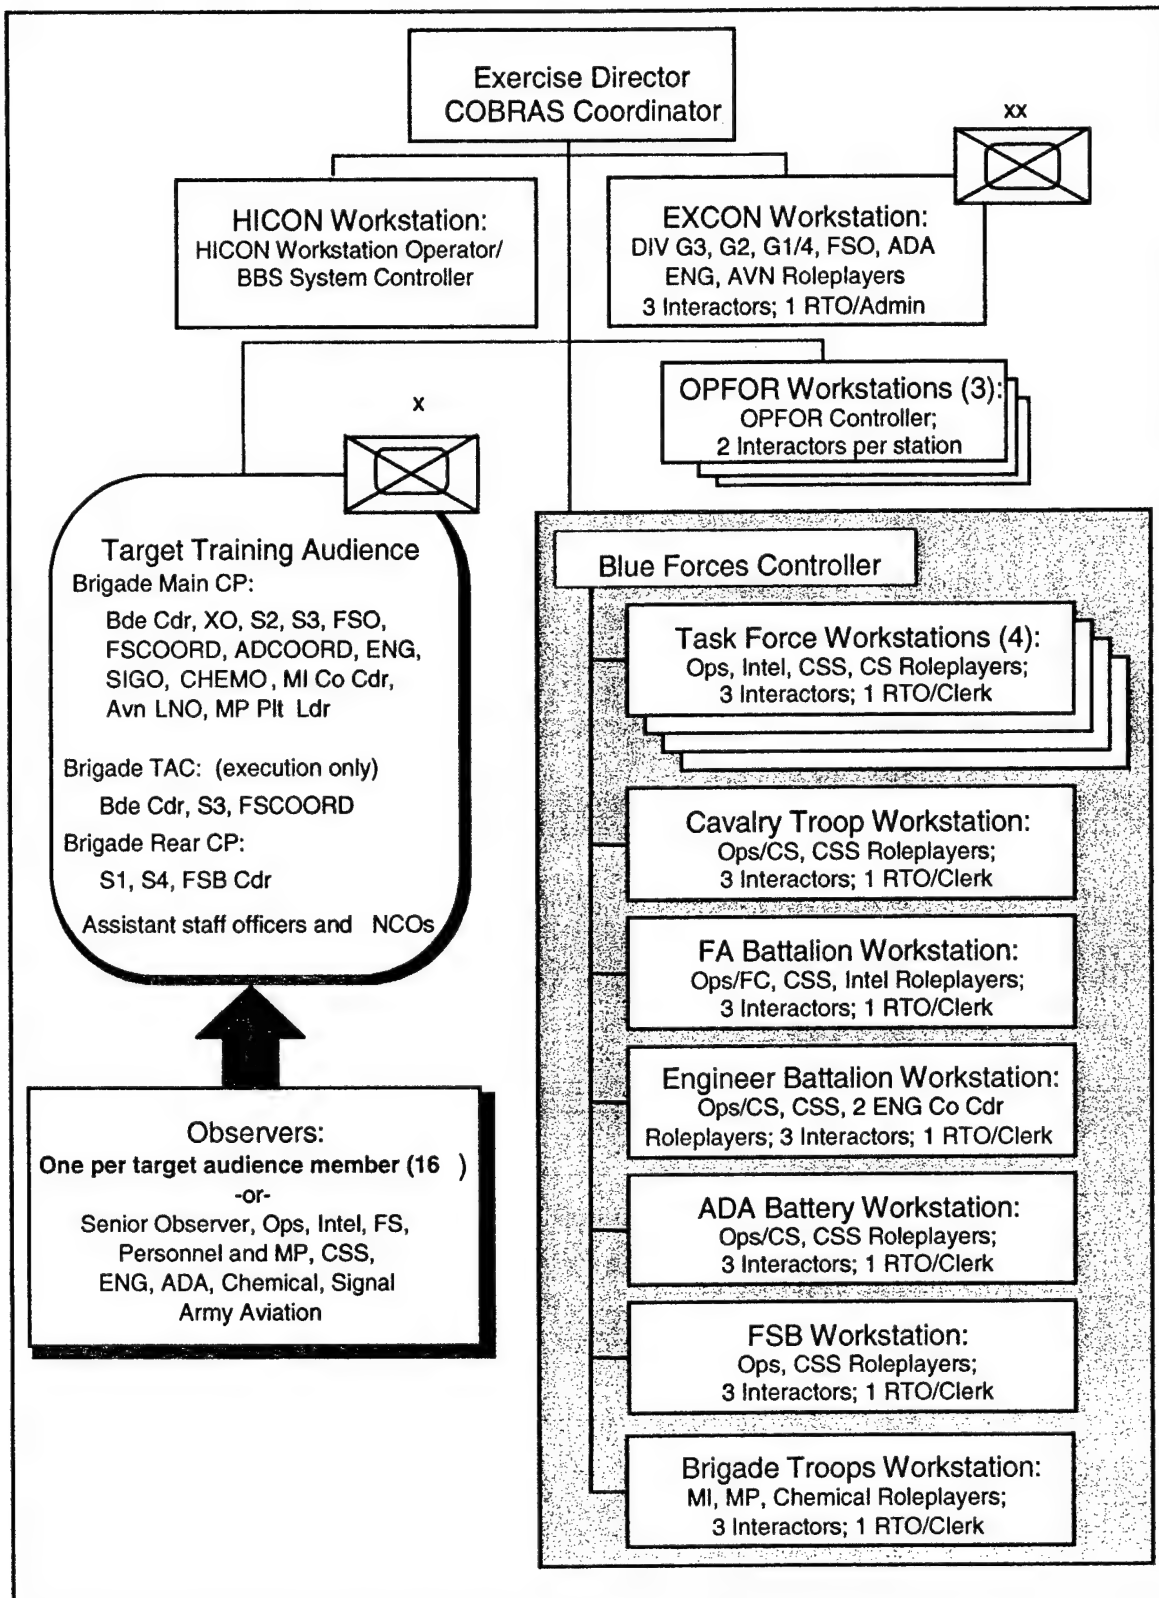 Exercise Director
COBRAS Coordinator
xx
HICON Workstation:
HICON Workstation Operator/
BBS System Controller
EXCON Workstation:
DIV G3, G2, G1/4, FSO, ADA
ENG, AVN Roleplayers
3 Interactors; 1 RTO/Admin
OPFOR Workstations (3):
OPFOR Controller;
2 Interactors per station
x
Target Training Audience
Brigade Main CP:
Bde Cdr, XO, S2, S3, FSO,
FSCOORD, ADCOORD, ENG,
SIGO, CHEMO, MI Co Cdr,
Avn LNO, MP Plt Ldr
Brigade TAC: (execution only)
Bde Cdr, S3, FSCOORD
Brigade Rear CP:
S1, S4, FSB Cdr
Assistant staff officers and NCOs
Observers:
One per target audience member (16 )
-or-
Senior Observer, Ops, Intel, FS,
Personnel and MP, CSS,
ENG, ADA, Chemical, Signal
Army Aviation
Blue Forces Controller
Task Force Workstations (4):
Ops, Intel, CSS, CS Roleplayers;
3 Interactors; 1 RTO/Clerk
Cavalry Troop Workstation:
Ops/CS, CSS Roleplayers;
3 Interactors; 1 RTO/Clerk
FA Battalion Workstation:
Ops/FC, CSS, Intel Roleplayers;
3 Interactors; 1 RTO/Clerk
Engineer Battalion Workstation:
Ops/CS, CSS, 2 ENG Co Cdr
Roleplayers; 3 Interactors; 1 RTO/Clerk
ADA Battery Workstation:
Ops/CS, CSS Roleplayers;
3 Interactors; 1 RTO/Clerk
FSB Workstation:
Ops, CSS Roleplayers;
3 Interactors; 1 RTO/Clerk
Brigade Troops Workstation:
MI, MP, Chemical Roleplayers;
3 Interactors; 1 RTO/Clerk